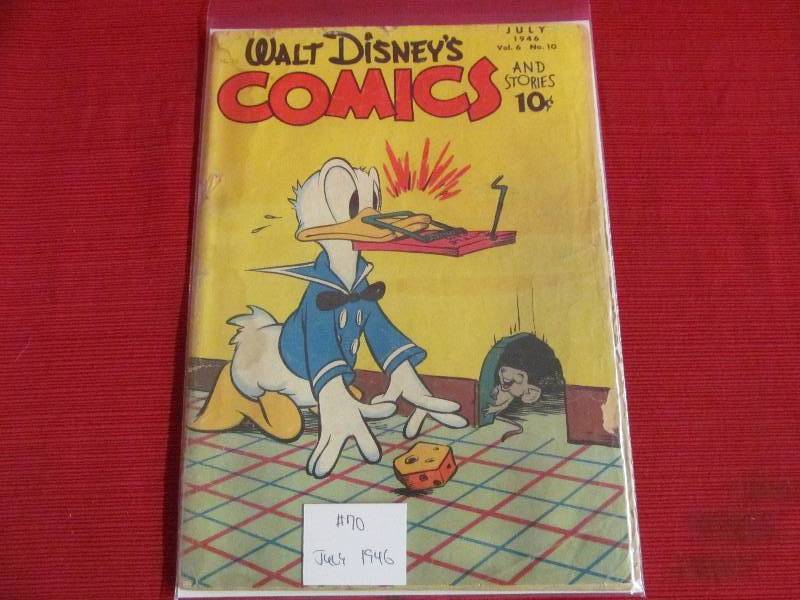 JULY
1946
Vol. 6 No. 10
WALT DISNEY'S
COMICS
AND
STORIES
10¢
#70
JULY 1946